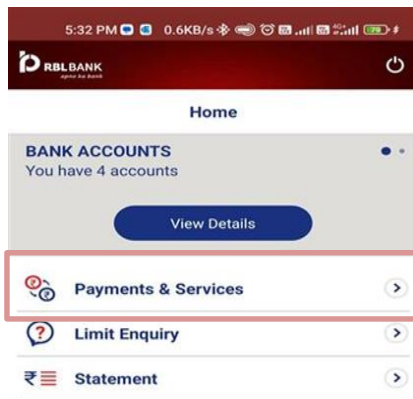 5:32 PM 0.6KB/s 4G+
RBL BANK
apno ka bank
Home
BANK ACCOUNTS
You have 4 accounts
View Details
Payments & Services
Limit Enquiry
Statement